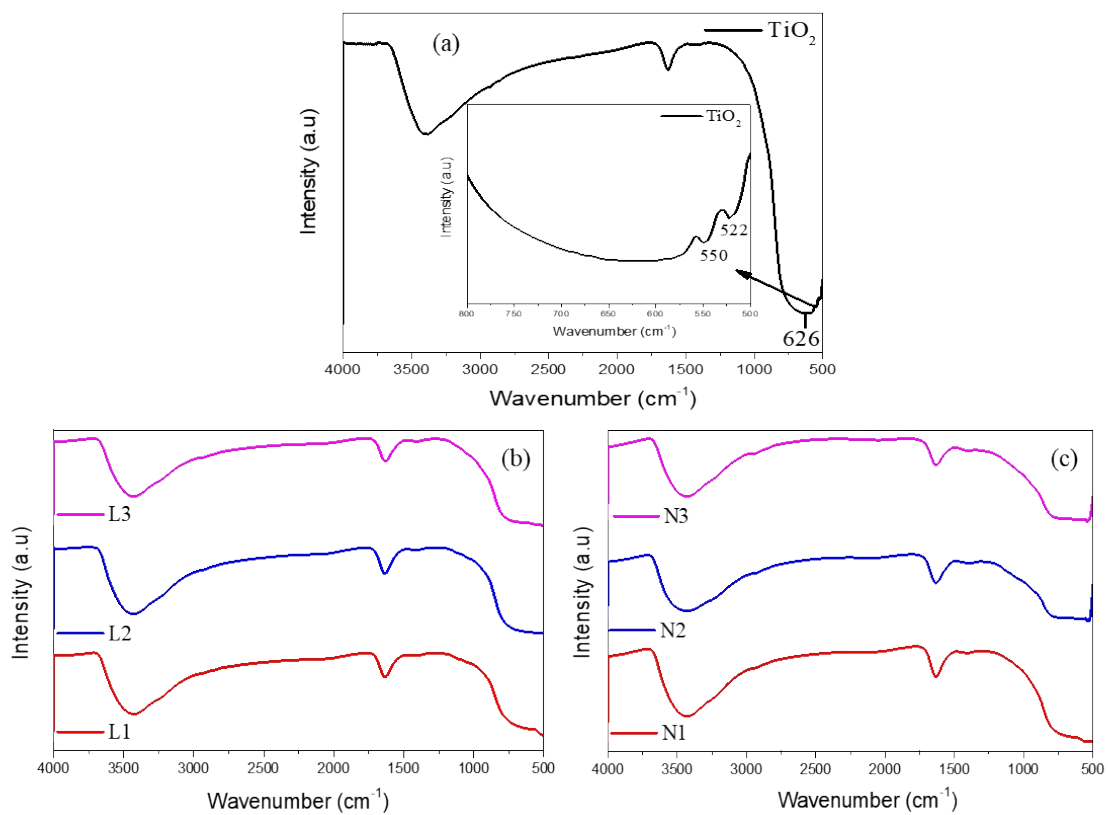 (a)
TiO₂
Intensity (a.u)
TiO₂
Intensity (a.u)
522
550
800 750 700 650 600 550 500
Wavenumber (cm⁻¹)
626
4000 3500 3000 2500 2000 1500 1000 500
Wavenumber (cm⁻¹)
(b)
Intensity (a.u)
L3
L2
L1
4000 3500 3000 2500 2000 1500 1000 500
Wavenumber (cm⁻¹)
(c)
Intensity (a.u)
N3
N2
N1
4000 3500 3000 2500 2000 1500 1000 500
Wavenumber (cm⁻¹)